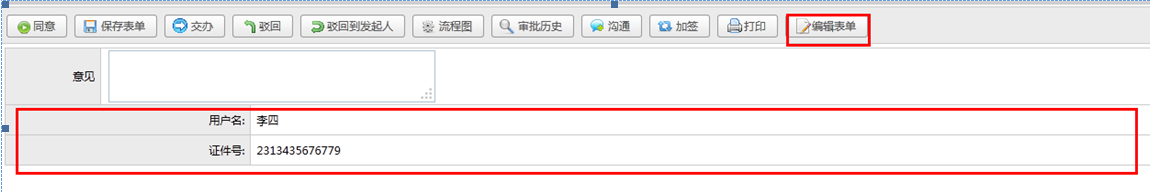 同意 保存表单 交办 驳回 驳回到发起人 流程图 审批历史 沟通 加签 打印 编辑表单
意见
用户名: 李四
证件号: 2313435676779